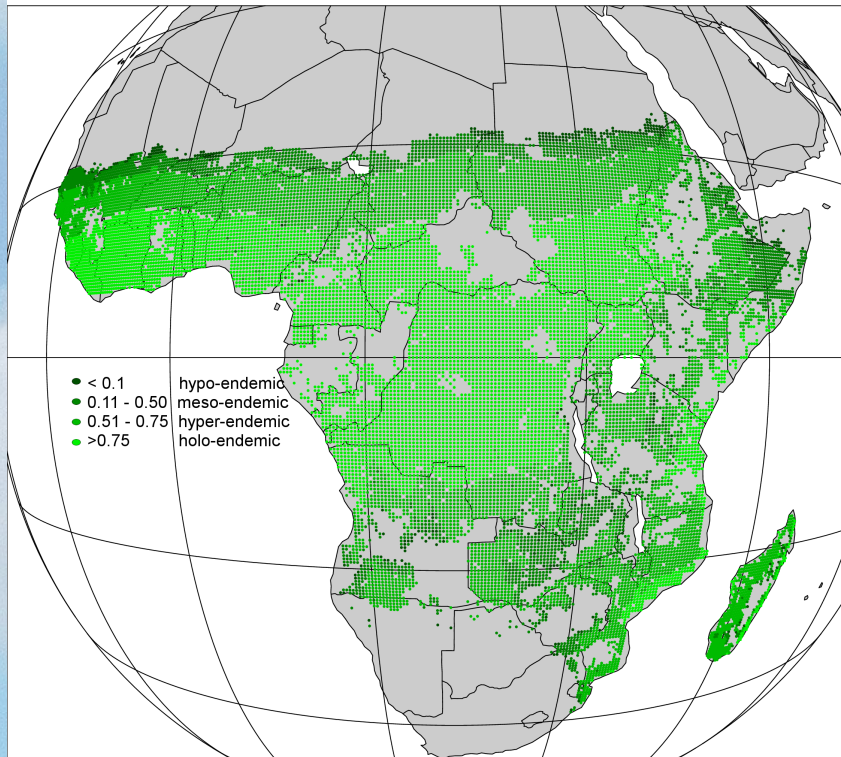 < 0.1 hypo-endemic
0.11 - 0.50 meso-endemic
0.51 - 0.75 hyper-endemic
>0.75 holo-endemic